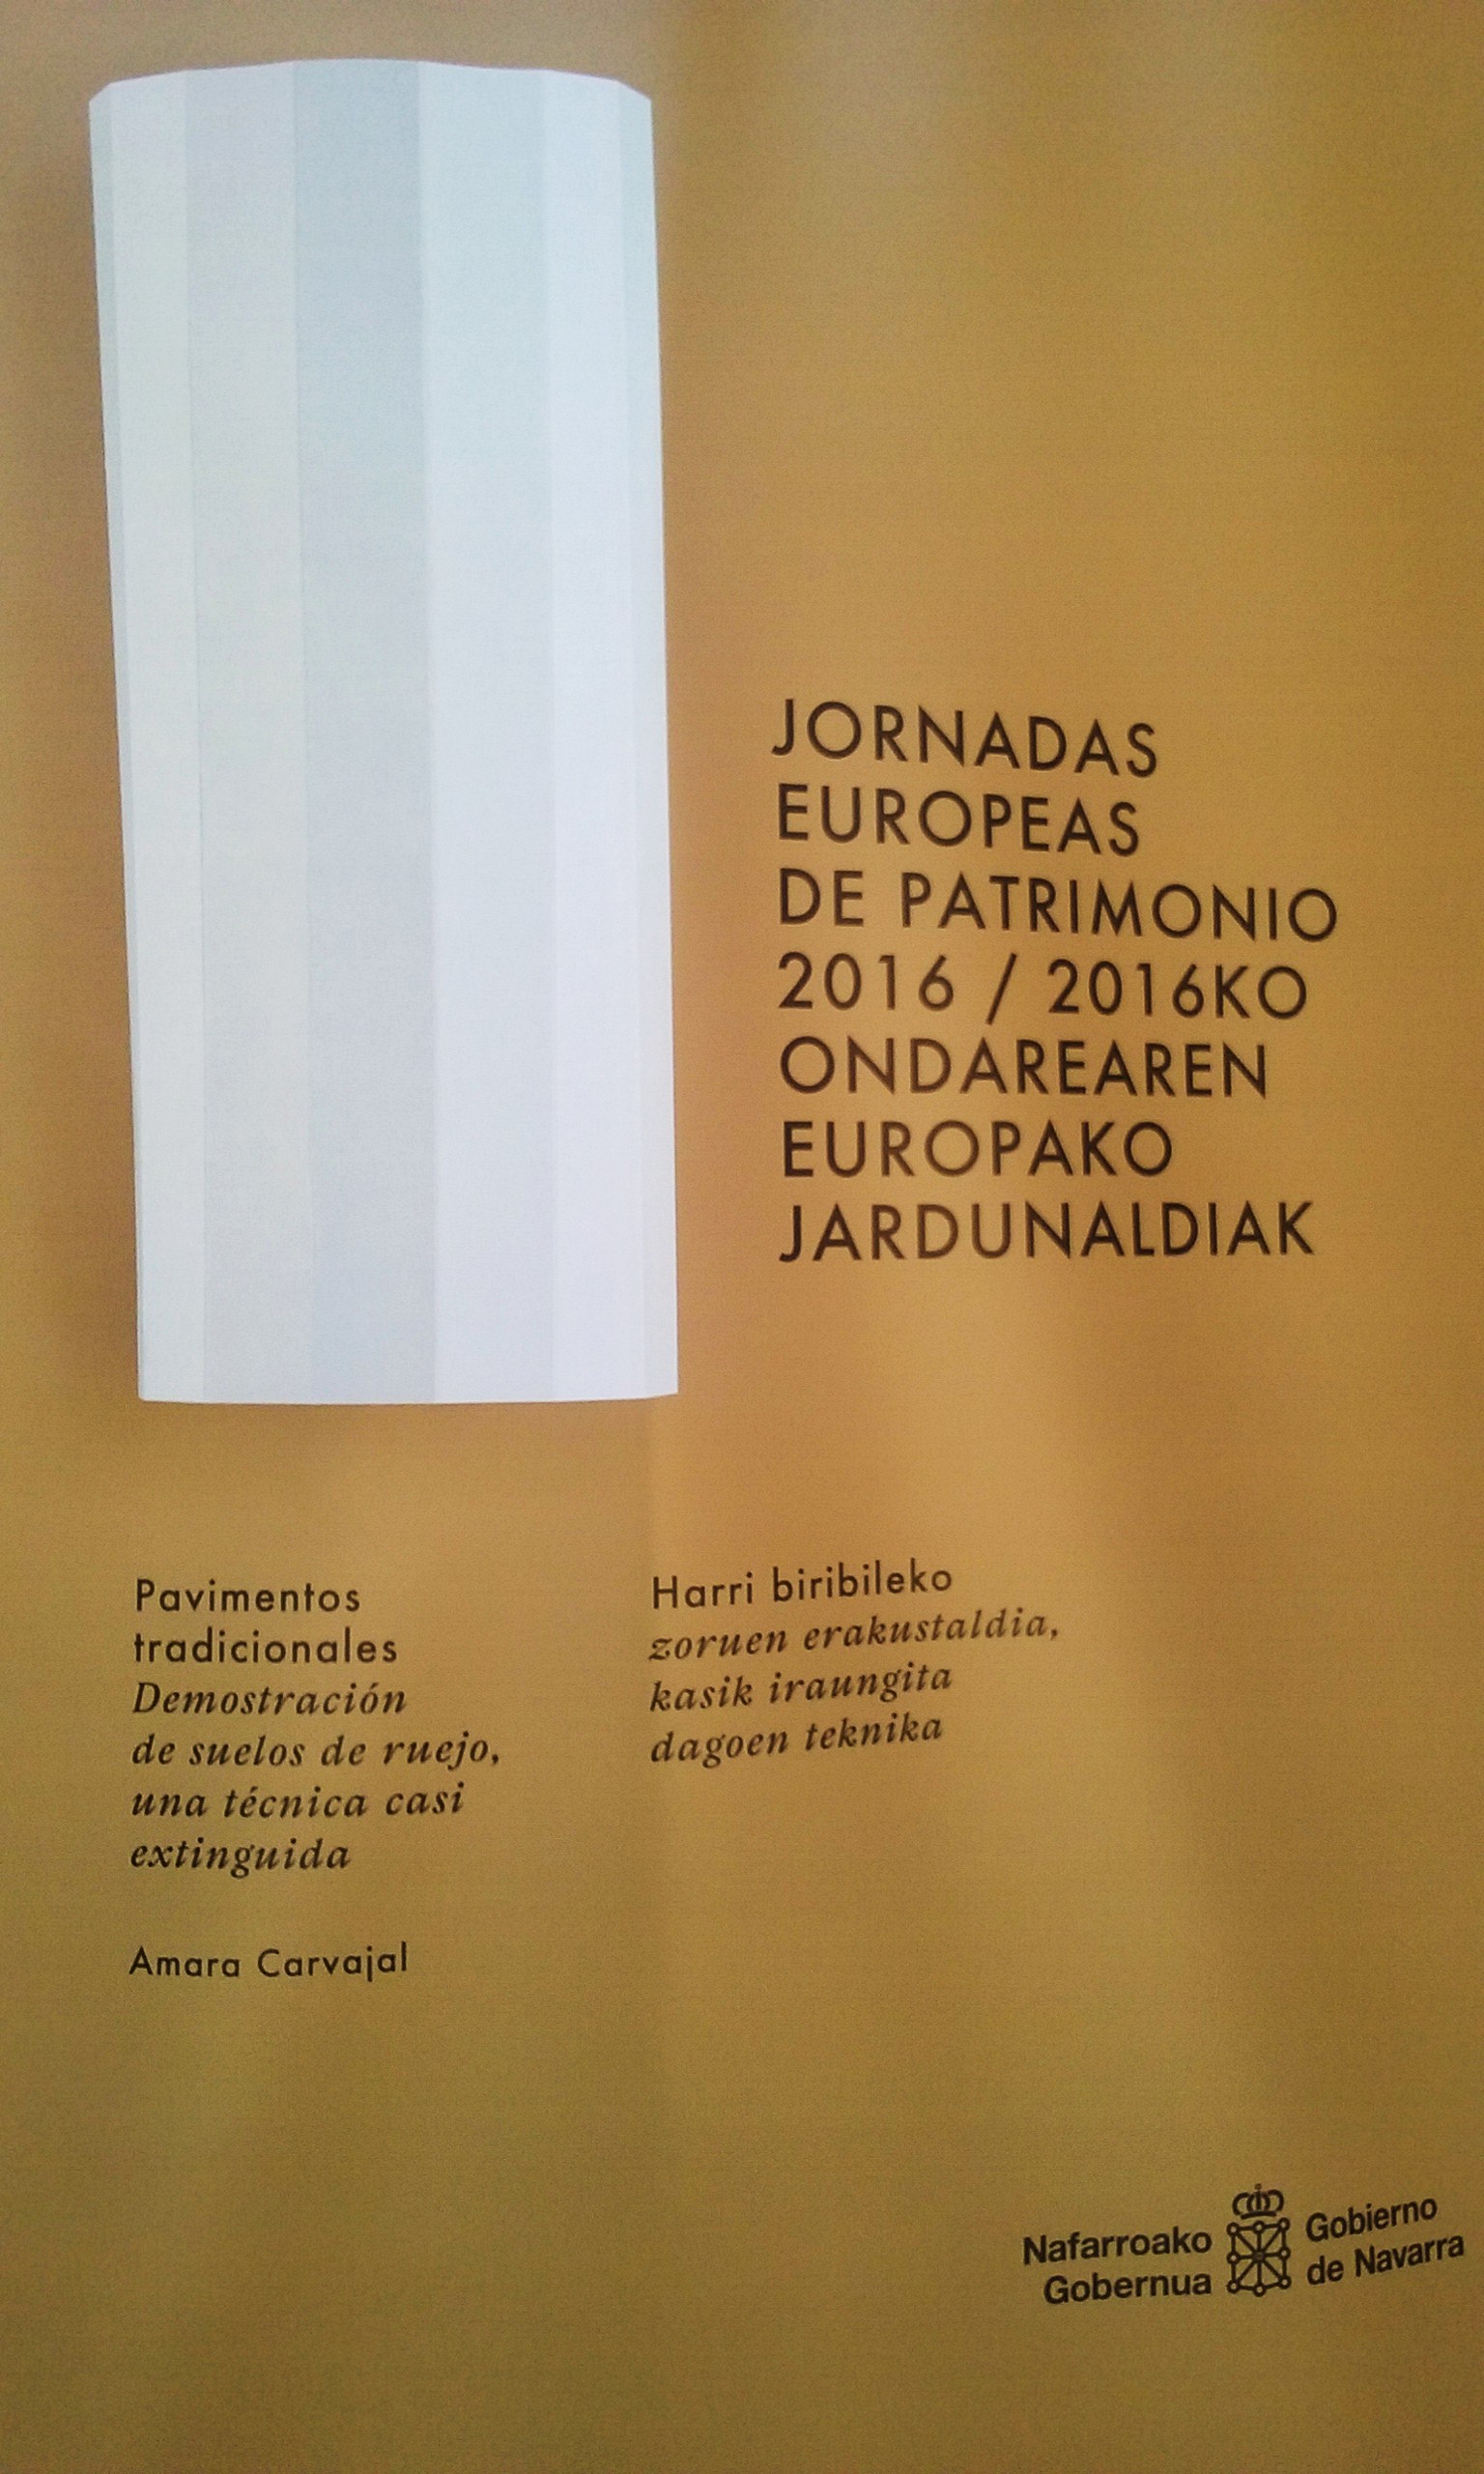 JORNADAS
EUROPEAS
DE PATRIMONIO
2016 / 2016KO
ONDAREAREN
EUROPAKO
JARDUNALDIAK
Pavimentos
tradicionales
Demostración
de suelos de ruejo,
una técnica casi
extinguida
Amara Carvajal
Harri biribileko
zoruen erakustaldia,
kasik iraungita
dagoen teknika
Nafarroako
Gobernua
Gobierno
de Navarra